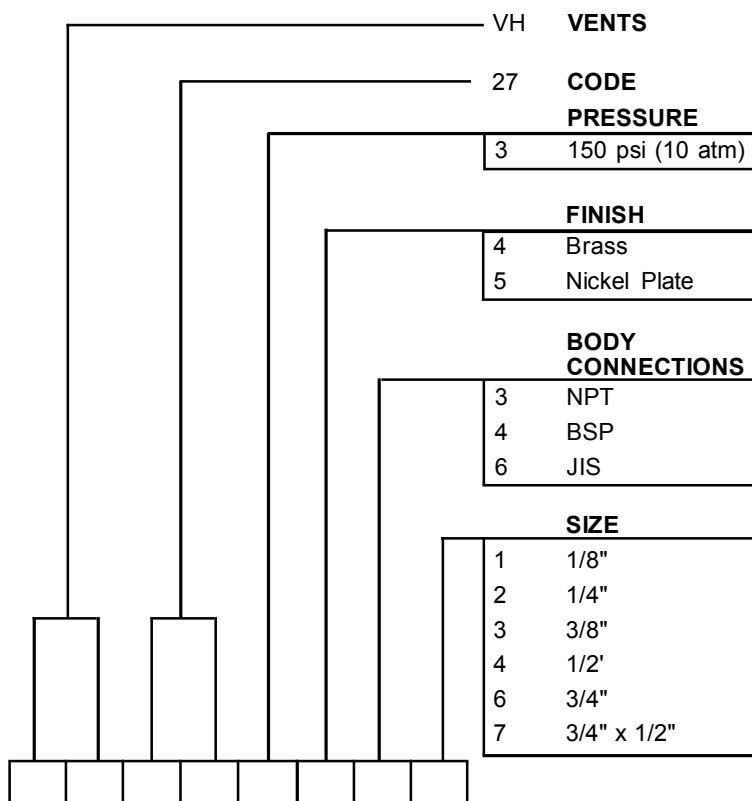 VH VENTS
27 CODE
PRESSURE
3 150 psi (10 atm)
FINISH
4 Brass
5 Nickel Plate
BODY
CONNECTIONS
3 NPT
4 BSP
6 JIS
SIZE
1 1/8"
2 1/4"
3 3/8"
4 1/2'
6 3/4"
7 3/4" x 1/2"